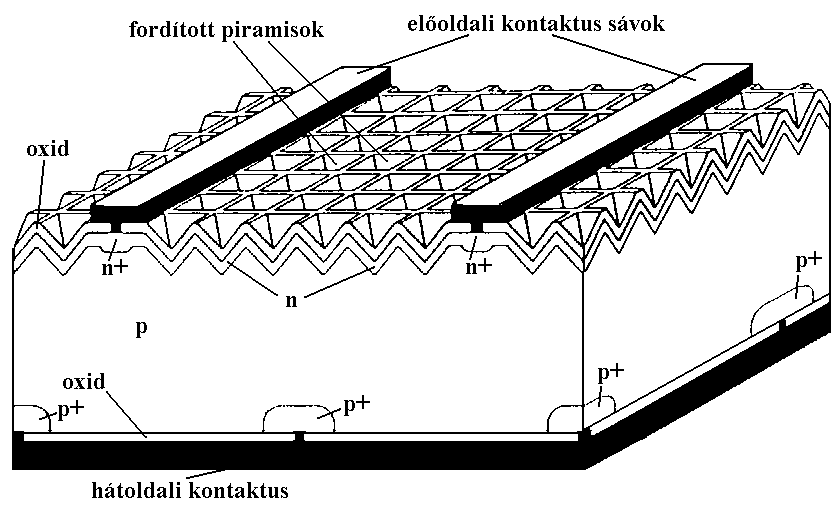 előoldali kontaktus sávok
fordított piramisok
oxid
n+
n+
n
p+
p
oxid
p+
p+
p+
hátoldali kontaktus